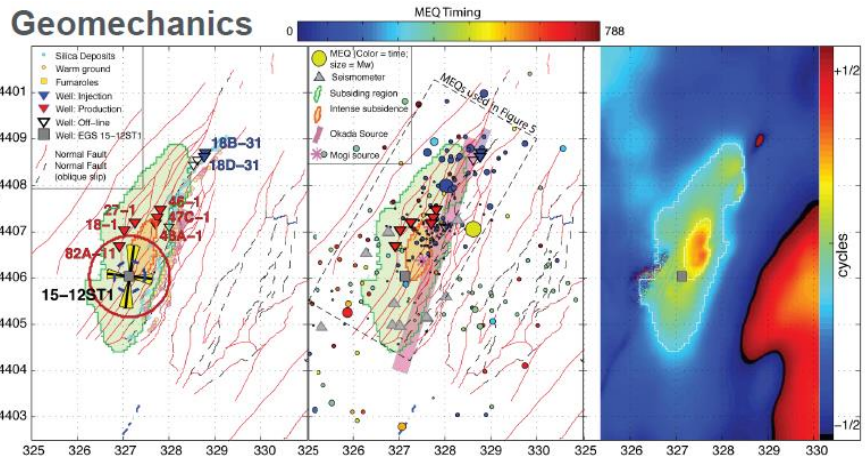 Geomechanics
MEQ Timing
0
788
Silica Deposits
Warm ground
Fumaroles
Well: Injection
Well: Production
Well: Off-line
Well: EGS 15-12ST1
Normal Fault
Normal Fault
(oblique slip)
MEQ (Color = time;
size = Mw)
Seismometer
Subsiding region
Intense subsidence
Okada Source
Mogi source
MEQs used in Figure 5
18B-31
18D-31
46-1
27-1
47C-1
18-1
82A-11
15-12ST1
4401
4409
4408
4407
4406
4405
4404
4403
325 326 327 328 329 330
325 326 327 328 329 330 325
326 327 328 329 330
+1/2
cycles
-1/2